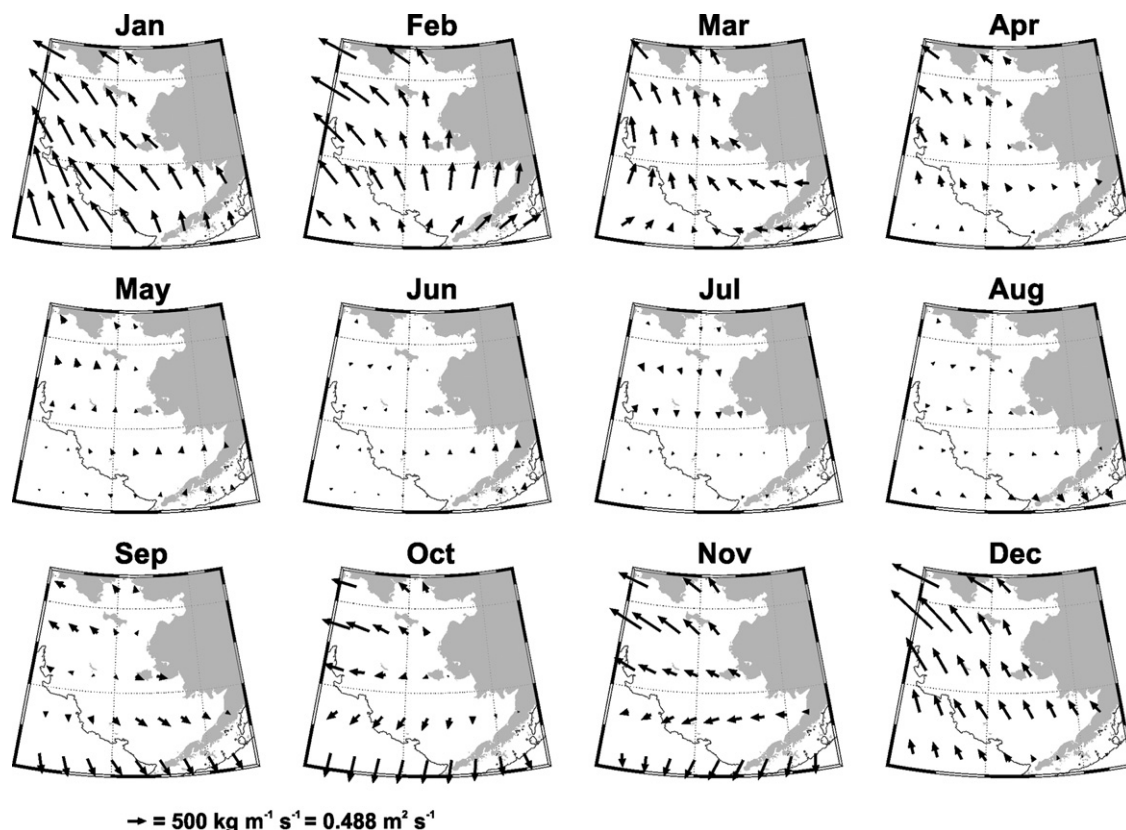 Jan Feb Mar Apr
May Jun Jul Aug
Sep Oct Nov Dec
→ = 500 kg m⁻¹ s⁻¹ = 0.488 m² s⁻¹